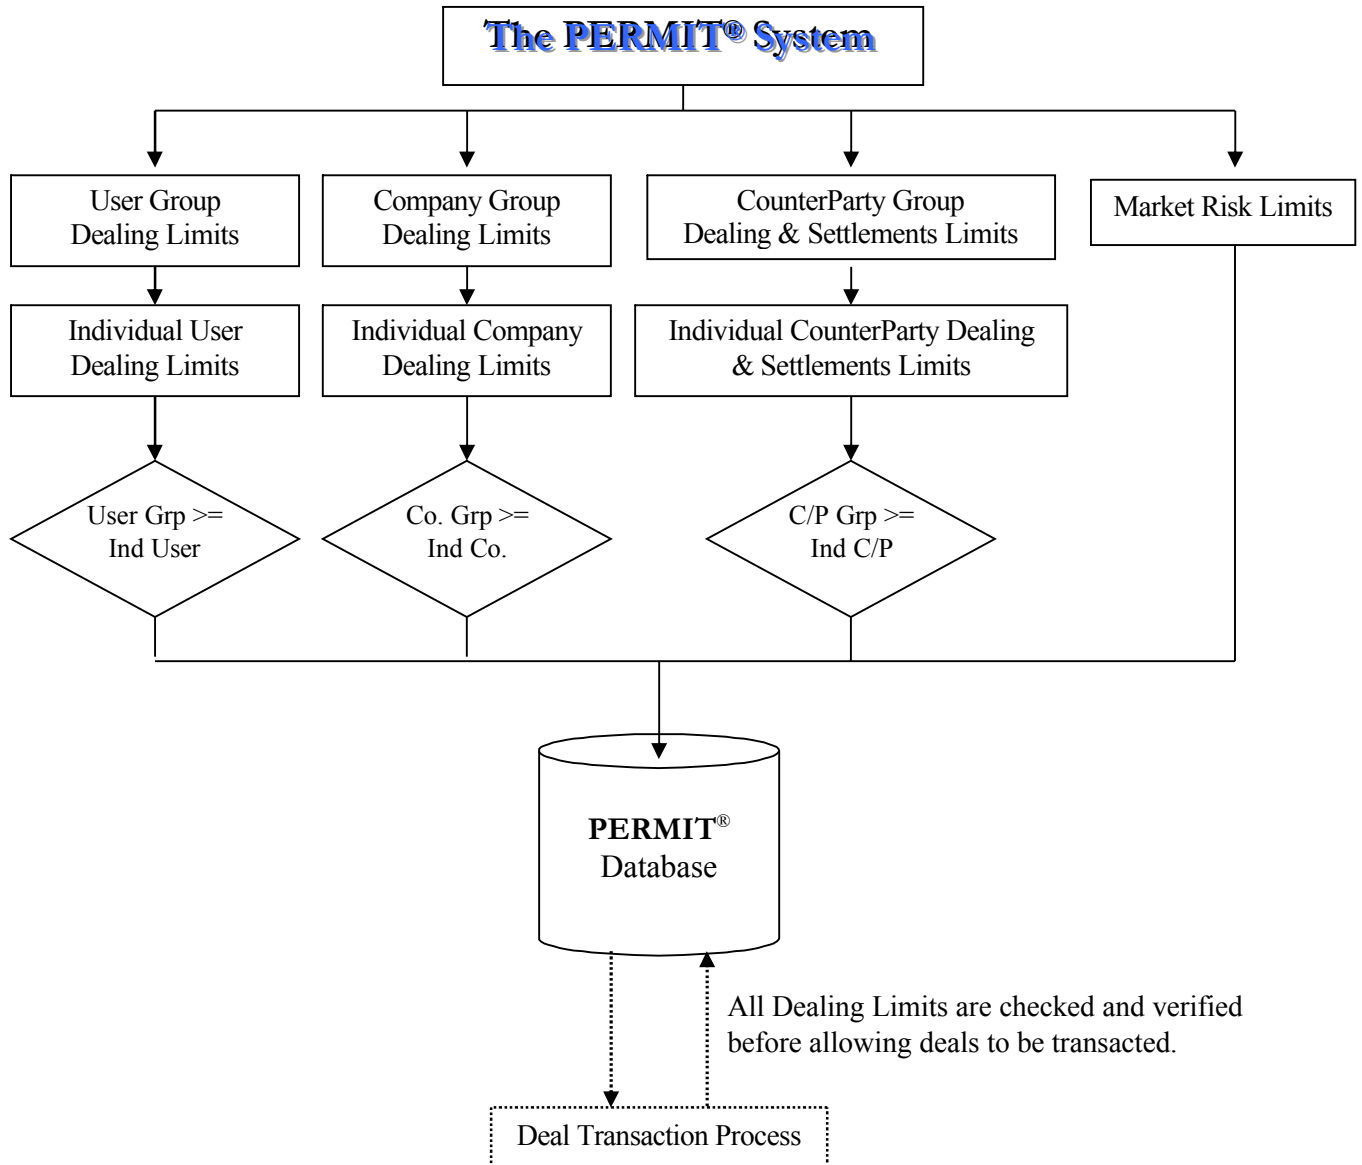 The PERMIT® System
User Group
Dealing Limits
Company Group
Dealing Limits
CounterParty Group
Dealing & Settlements Limits
Market Risk Limits
Individual User
Dealing Limits
Individual Company
Dealing Limits
Individual CounterParty Dealing
& Settlements Limits
User Grp >=
Ind User
Co. Grp >=
Ind Co.
C/P Grp >=
Ind C/P
PERMIT®
Database
All Dealing Limits are checked and verified
before allowing deals to be transacted.
Deal Transaction Process